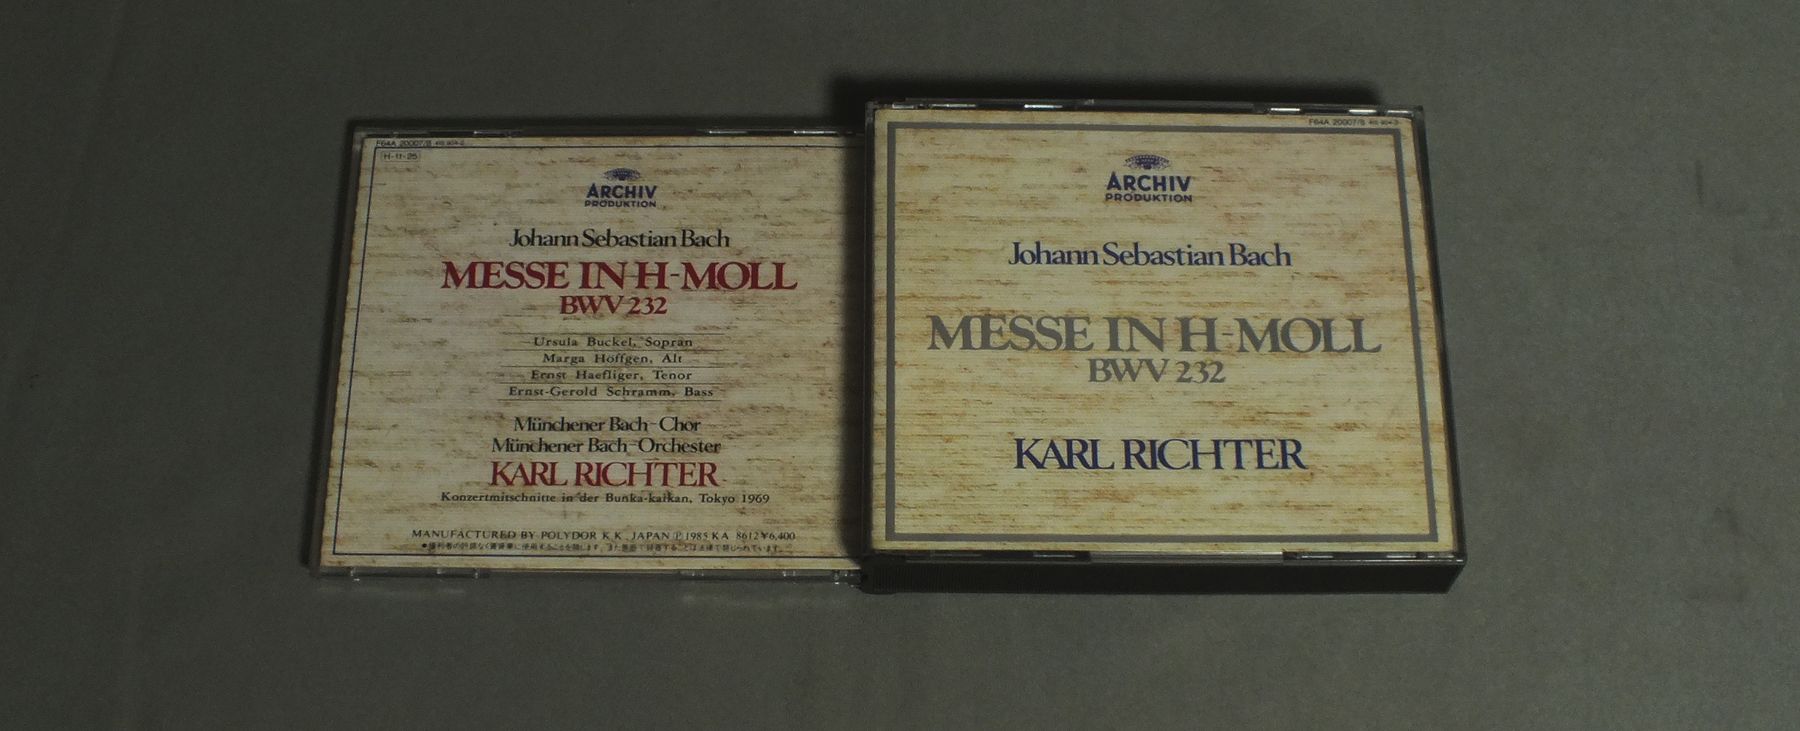 F64A 20007/8
H-11-25
ARCHIV
PRODUKTION
Johann Sebastian Bach
MESSE IN H-MOLL
BWV 232
Ursula Buckel, Sopran
Marga Höffgen, Alt
Ernst Haefliger, Tenor
Ernst-Gerold Schramm, Bass
Münchener Bach-Chor
Münchener Bach-Orchester
KARL RICHTER
Konzertmitschnitte in der Bunka-kaikan, Tokyo 1969
MANUFACTURED BY POLYDOR K.K., JAPAN Ⓟ 1985 KA 8612 ¥6,400
F64A 20007/8
ARCHIV
PRODUKTION
Johann Sebastian Bach
MESSE IN H-MOLL
BWV 232
KARL RICHTER